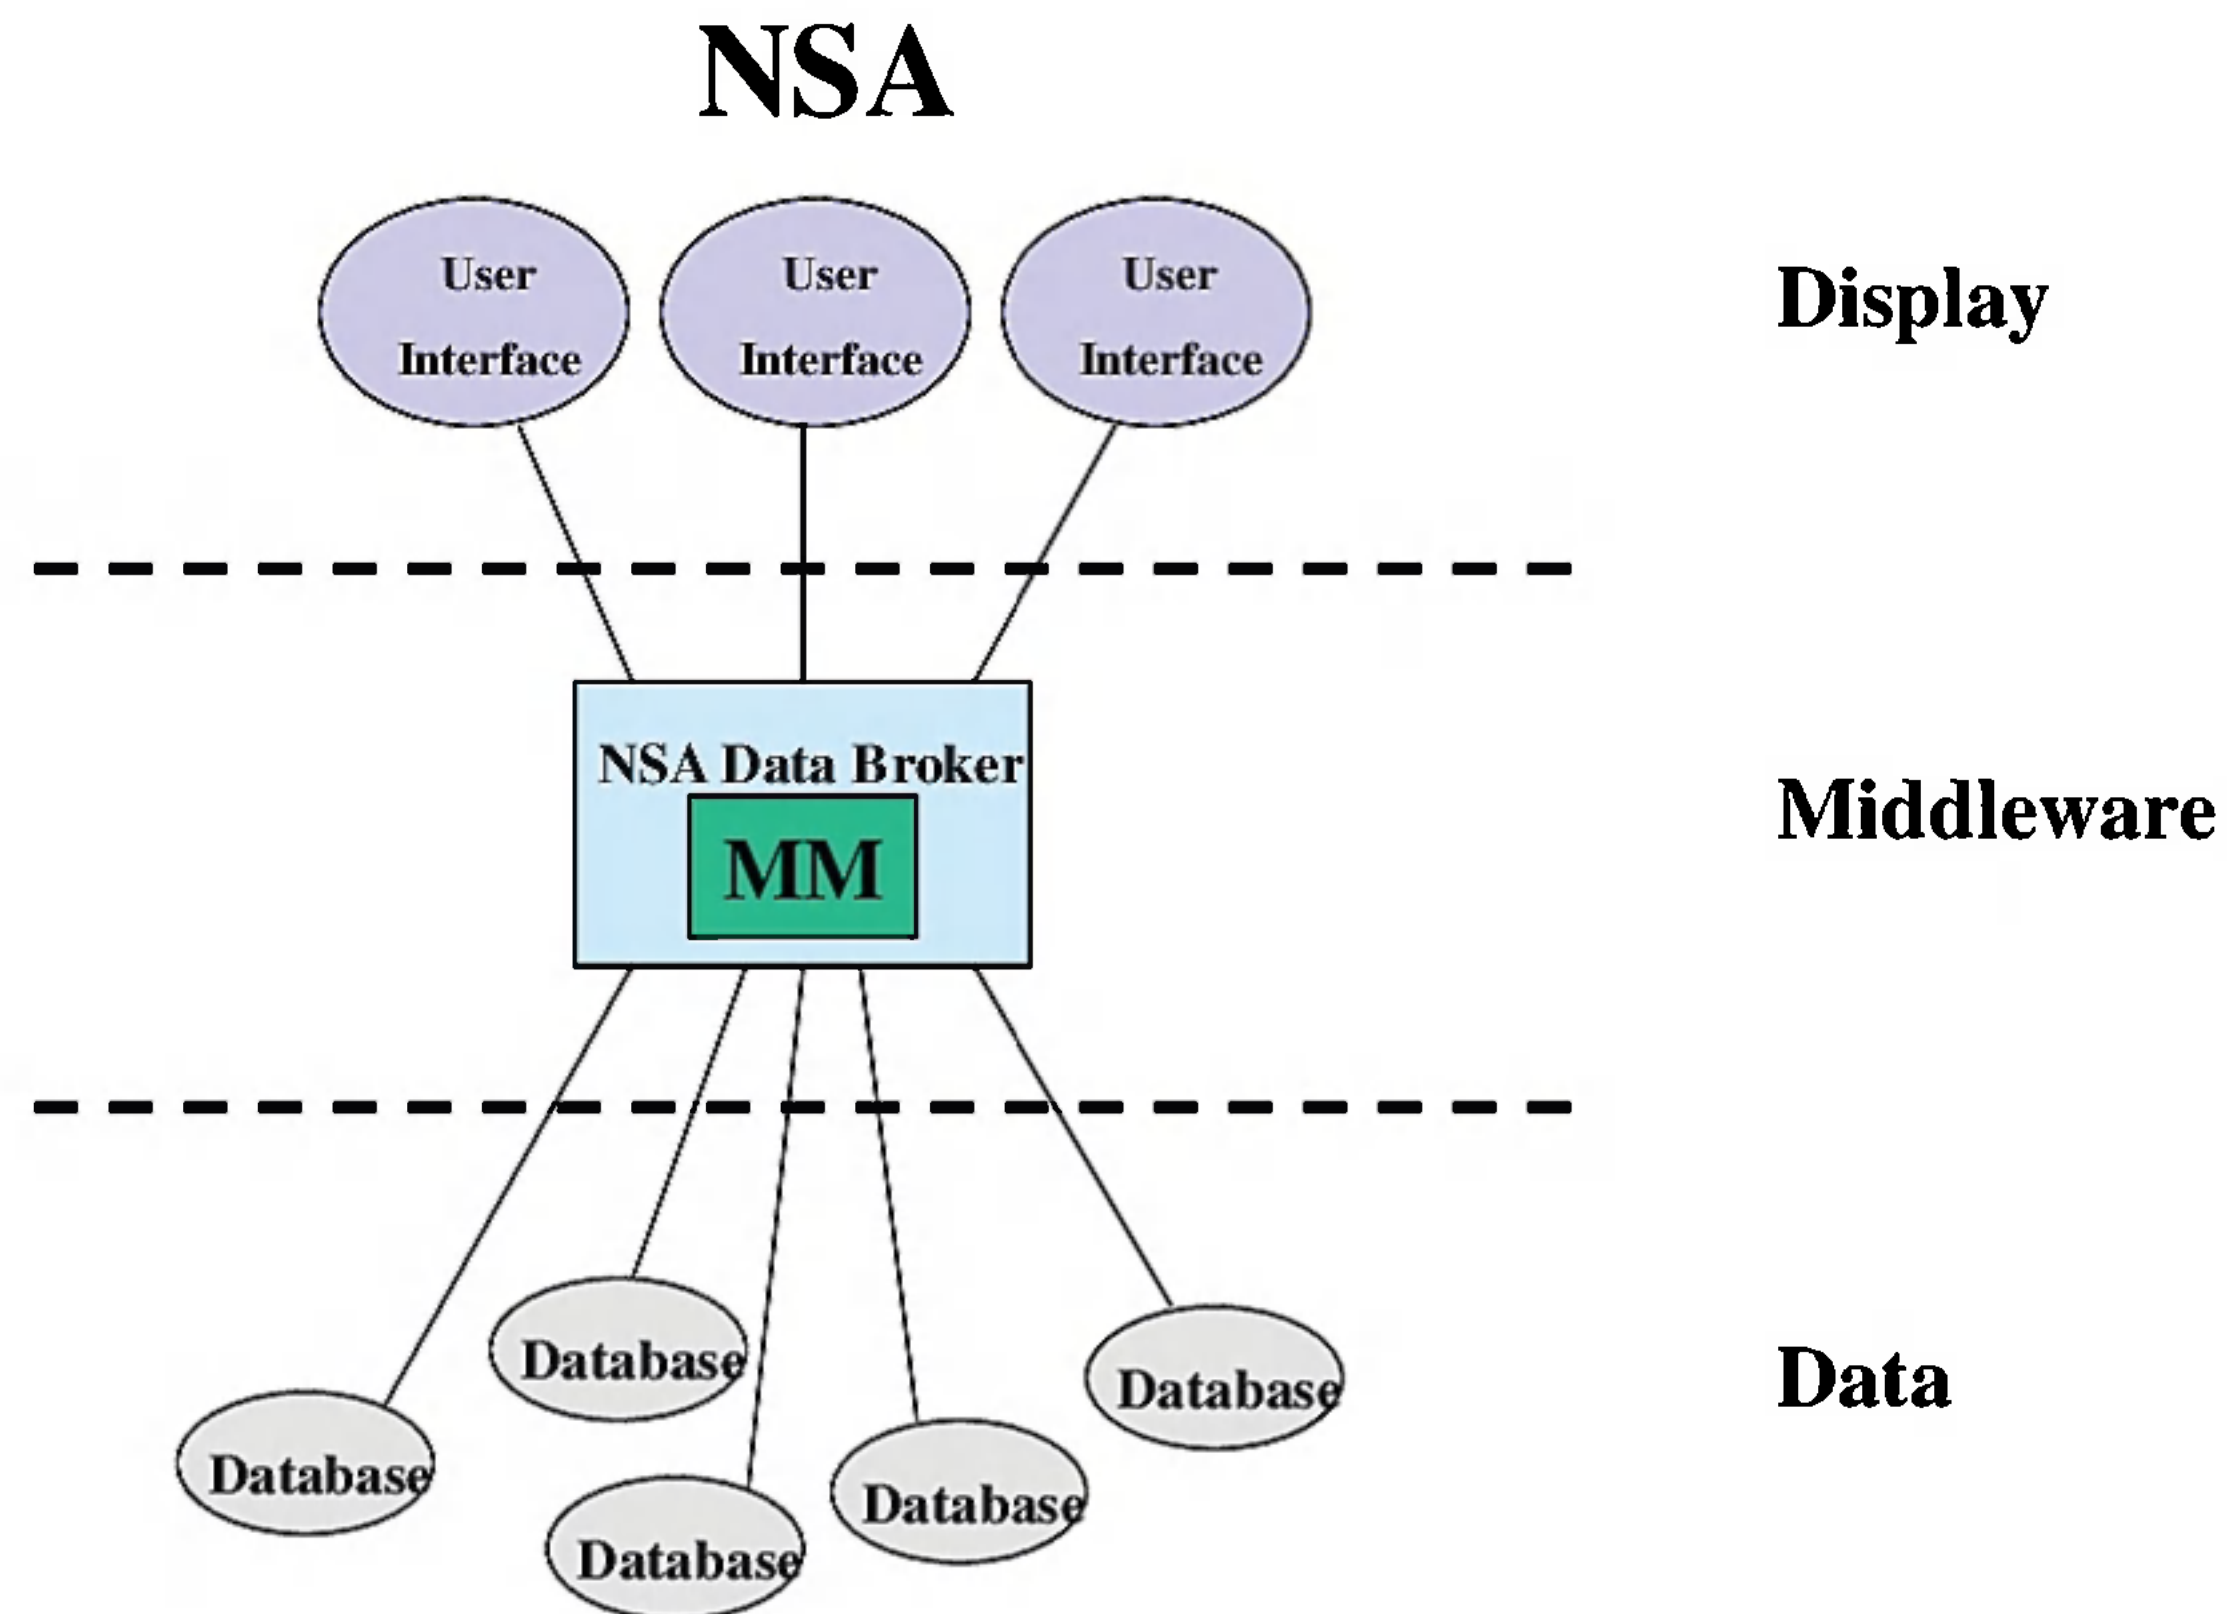 NSA
User
Interface
User
Interface
User
Interface
Display
NSA Data Broker
MM
Middleware
Database
Database
Database
Database
Database
Data